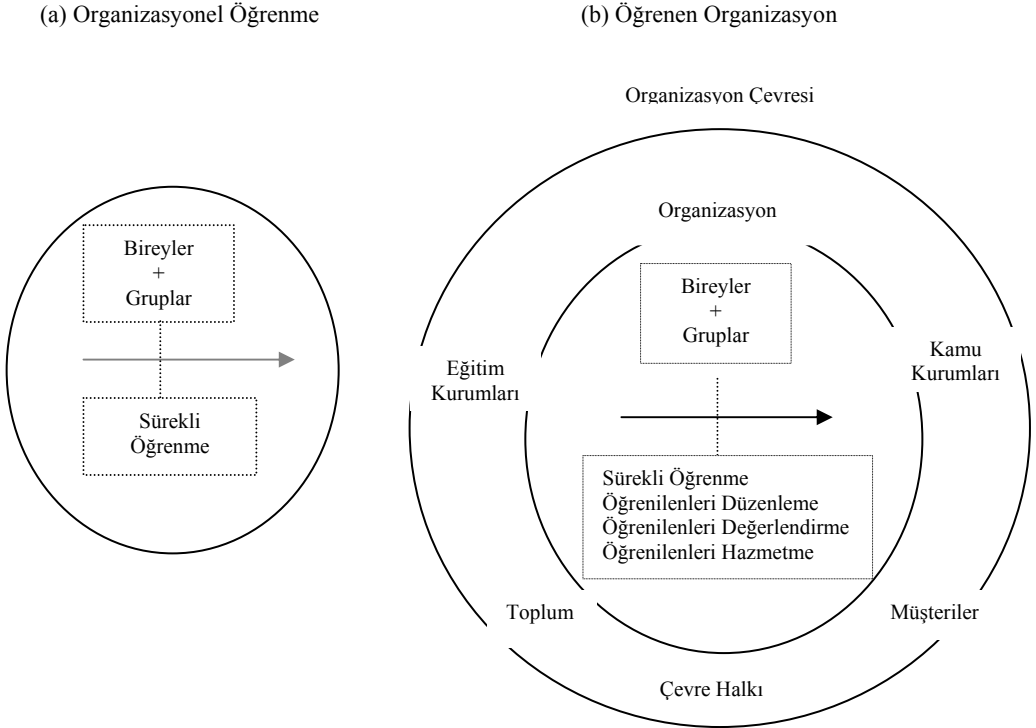 (a) Organizasyonel Öğrenme
(b) Öğrenen Organizasyon
Bireyler
+
Gruplar
Sürekli
Öğrenme
Organizasyon Çevresi
Organizasyon
Bireyler
+
Gruplar
Eğitim
Kurumları
Kamu
Kurumları
Sürekli Öğrenme
Öğrenilenleri Düzenleme
Öğrenilenleri Değerlendirme
Öğrenilenleri Hazmetme
Toplum
Müşteriler
Çevre Halkı